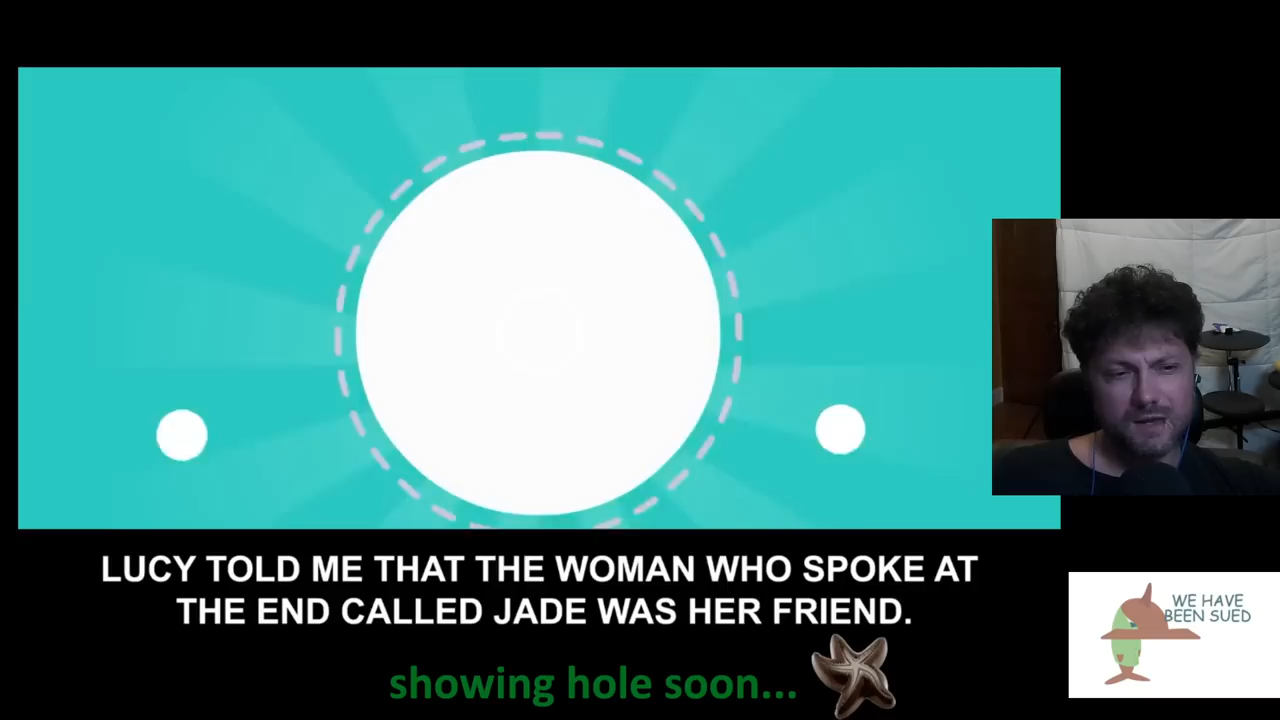 LUCY TOLD ME THAT THE WOMAN WHO SPOKE AT
THE END CALLED JADE WAS HER FRIEND.
WE HAVE
BEEN SUED
showing hole soon...